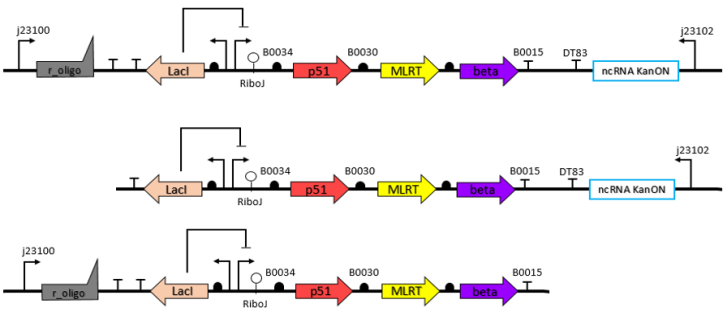 j23100 j23102
B0034 B0030 B0015 DT83
r_oligo LacI p51 MLRT beta ncRNA KanON
RiboJ
j23102
B0034 B0030 B0015 DT83
LacI p51 MLRT beta ncRNA KanON
RiboJ
j23100
B0034 B0030 B0015
r_oligo LacI p51 MLRT beta
RiboJ